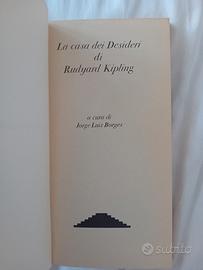 La casa dei Desideri
di
Rudyard Kipling
a cura di
Jorge Luis Borges
subito